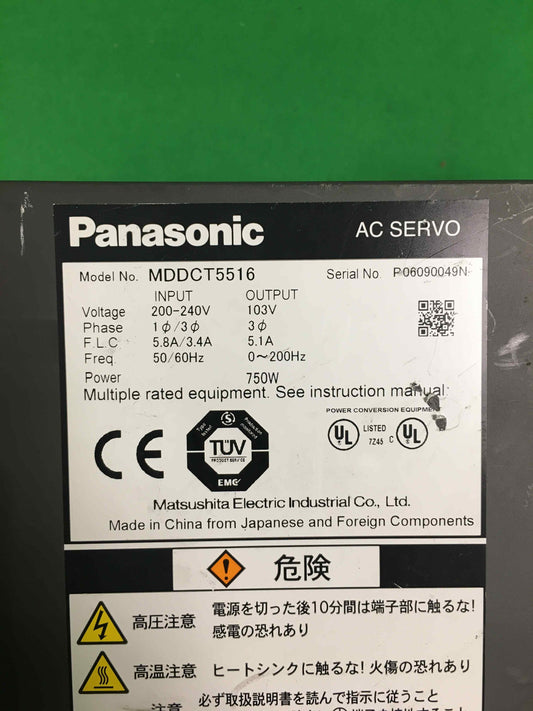 Panasonic AC SERVO
Model No. MDDCT5516 Serial No. P06090049N
INPUT OUTPUT
Voltage 200-240V 103V
Phase 1φ/3φ 3φ
F.L.C 5.8A/3.4A 5.1A
Freq. 50/60Hz 0~200Hz
Power 750W
Multiple rated equipment. See instruction manual.
POWER CONVERSION EQUIPMENT
CE
TÜV
PRODUCT SERVICE
EMC
UL LISTED C UL
7Z45
Matsushita Electric Industrial Co., Ltd.
Made in China from Japanese and Foreign Components
危険
高圧注意 電源を切った後10分間は端子部に触るな!
感電の恐れあり
高温注意 ヒートシンクに触るな! 火傷の恐れあり
注意 必ず取扱説明書を読んで指示に従うこと